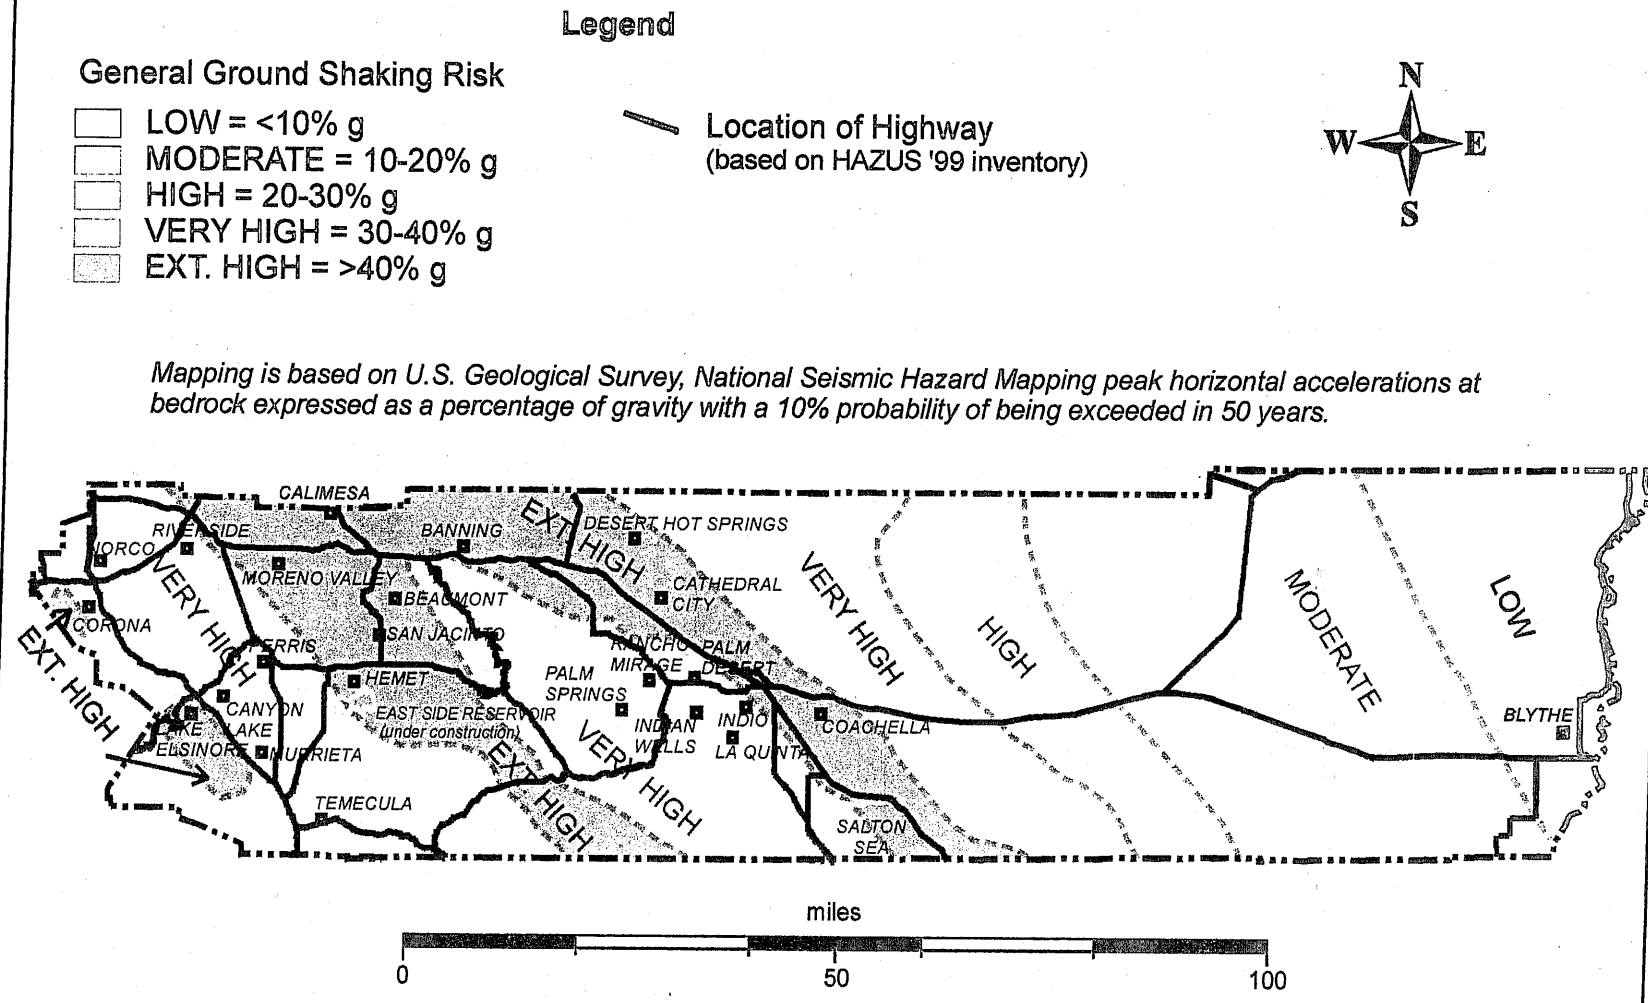 Legend
General Ground Shaking Risk
LOW = <10% g
MODERATE = 10-20% g
HIGH = 20-30% g
VERY HIGH = 30-40% g
EXT. HIGH = >40% g
Location of Highway
(based on HAZUS '99 inventory)
N
W
E
S
Mapping is based on U.S. Geological Survey, National Seismic Hazard Mapping peak horizontal accelerations at
bedrock expressed as a percentage of gravity with a 10% probability of being exceeded in 50 years.
CALIMESA
RIVERSIDE
NORCO
BANNING
EXT. HIGH
DESERT HOT SPRINGS
MORENO VALLEY
BEAUMONT
CATHEDRAL
CITY
VERY HIGH
CORONA
SAN JACINTO
PERRIS
RANCHO
MIRAGE
PALM
DESERT
VERY HIGH
HIGH
MODERATE
LOW
EXT. HIGH
HEMET
PALM
SPRINGS
CANYON
LAKE
LAKE
ELSINORE
EAST SIDE RESERVOIR
(under construction)
INDIAN
WELLS
INDIO
LA QUINTA
COACHELLA
BLYTHE
MURRIETA
EXT. HIGH
VERY HIGH
TEMECULA
SALTON
SEA
miles
0
50
100